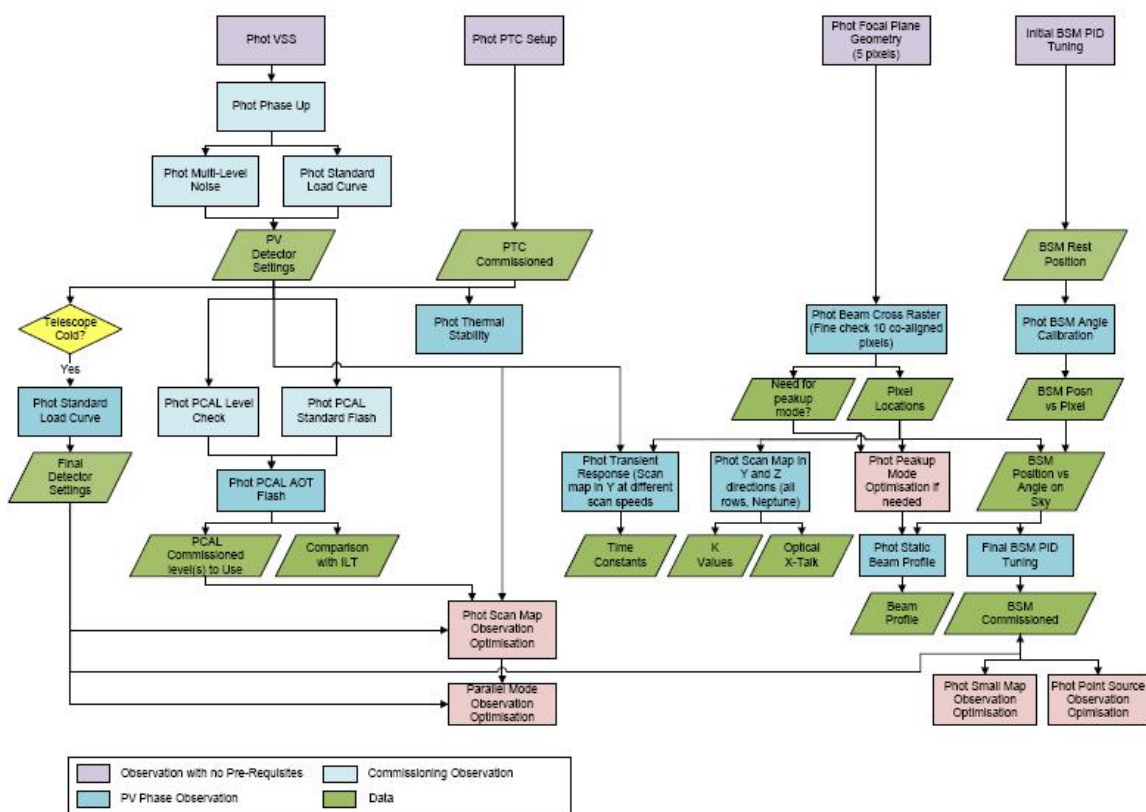 Phot VSS
Phot PTC Setup
Phot Focal Plane
Geometry
(5 pixels)
Initial BSM PID
Tuning
Phot Phase Up
Phot Multi-Level
Noise
Phot Standard
Load Curve
PV
Detector
Settings
PTC
Commissioned
BSM Rest
Position
Telescope
Cold?
Yes
Phot Thermal
Stability
Phot Beam Cross Raster
(Fine check 10 co-aligned
pixels)
Phot BSM Angle
Calibration
Phot Standard
Load Curve
Phot PCAL Level
Check
Phot PCAL
Standard Flash
Need for
peakup
mode?
Pixel
Locations
BSM Posn
vs Pixel
Final
Detector
Settings
Phot PCAL AOT
Flash
Phot Transient
Response (Scan
map in Y at different
scan speeds
Phot Scan Map in
Y and Z
directions (all
rows, Neptune)
Phot Peakup
Mode
Optimisation if
needed
BSM
Position vs
Angle on
Sky
PCAL
Commissioned
level(s) to Use
Comparison
with ILT
Time
Constants
K
Values
Optical
X-Talk
Phot Static
Beam Profile
Final BSM PID
Tuning
Phot Scan Map
Observation
Optimisation
Beam
Profile
BSM
Commissioned
Parallel Mode
Observation
Optimisation
Phot Small Map
Observation
Optimisation
Phot Point Source
Observation
Opimisation
Observation with no Pre-Requisites
Commissioning Observation
PV Phase Observation
Data